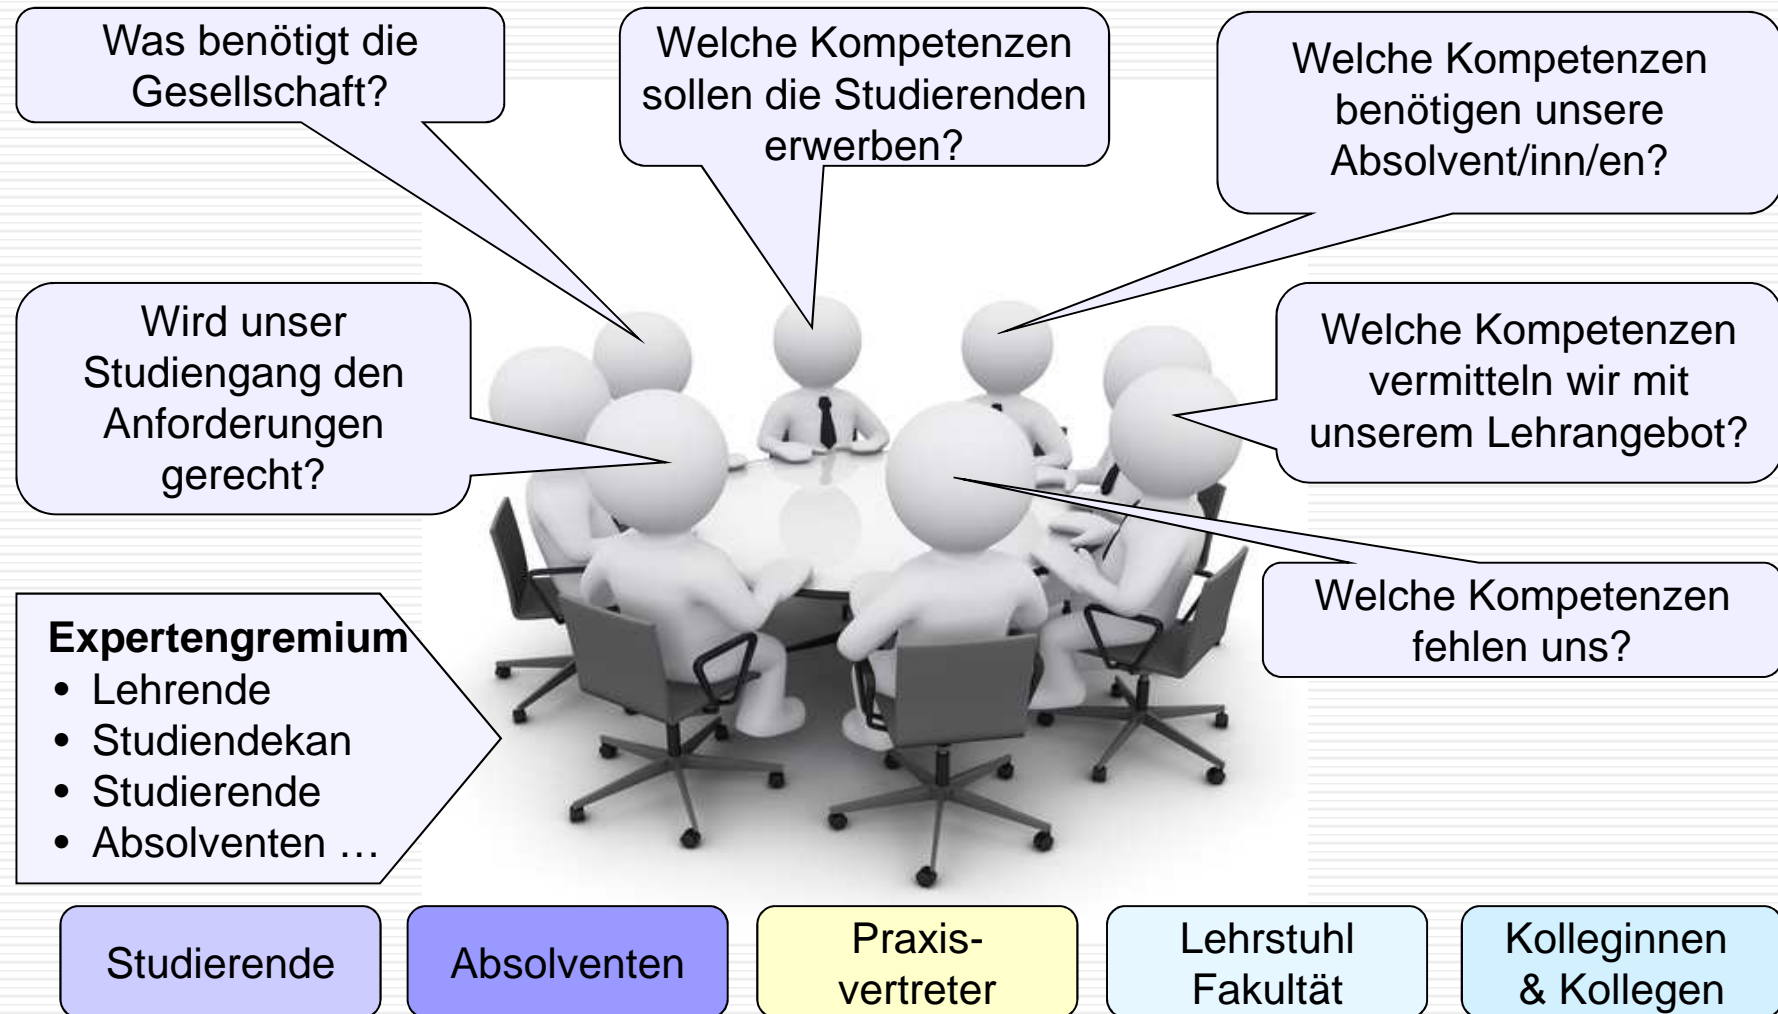 Was benötigt die
Gesellschaft?
Welche Kompetenzen
sollen die Studierenden
erwerben?
Welche Kompetenzen
benötigen unsere
Absolvent/inn/en?
Wird unser
Studiengang den
Anforderungen
gerecht?
Welche Kompetenzen
vermitteln wir mit
unserem Lehrangebot?
Welche Kompetenzen
fehlen uns?
Expertengremium
• Lehrende
• Studiendekan
• Studierende
• Absolventen …
Studierende
Absolventen
Praxis-
vertreter
Lehrstuhl
Fakultät
Kolleginnen
& Kollegen